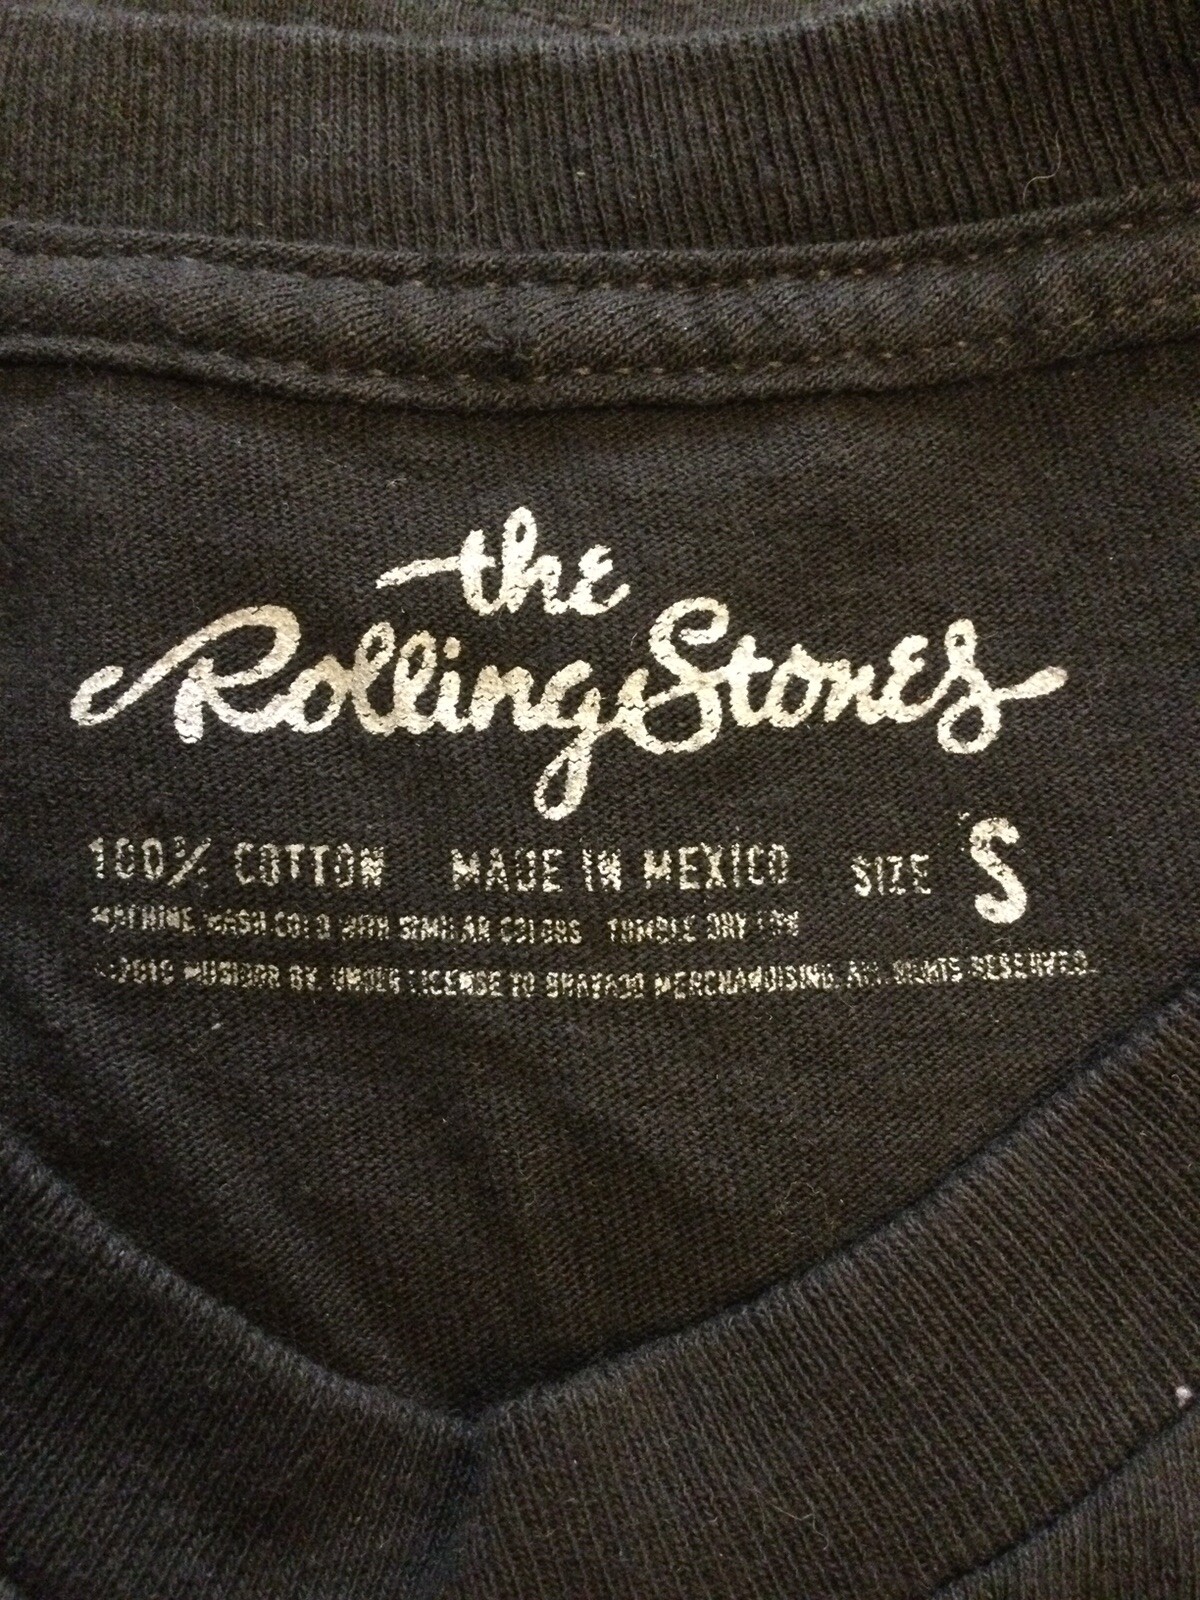 the
Rolling Stones
100% COTTON MADE IN MEXICO SIZE S
MACHINE WASH COLD WITH SIMILAR COLORS TUMBLE DRY LOW
MUSIDOR BV. UNDER LICENSE TO BRAVADO MERCHANDISING. ALL RIGHTS RESERVED.